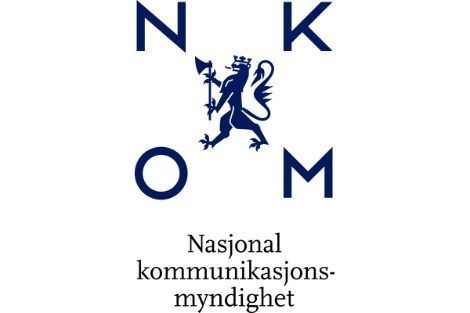 N K
O M
Nasjonal
kommunikasjons-
myndighet